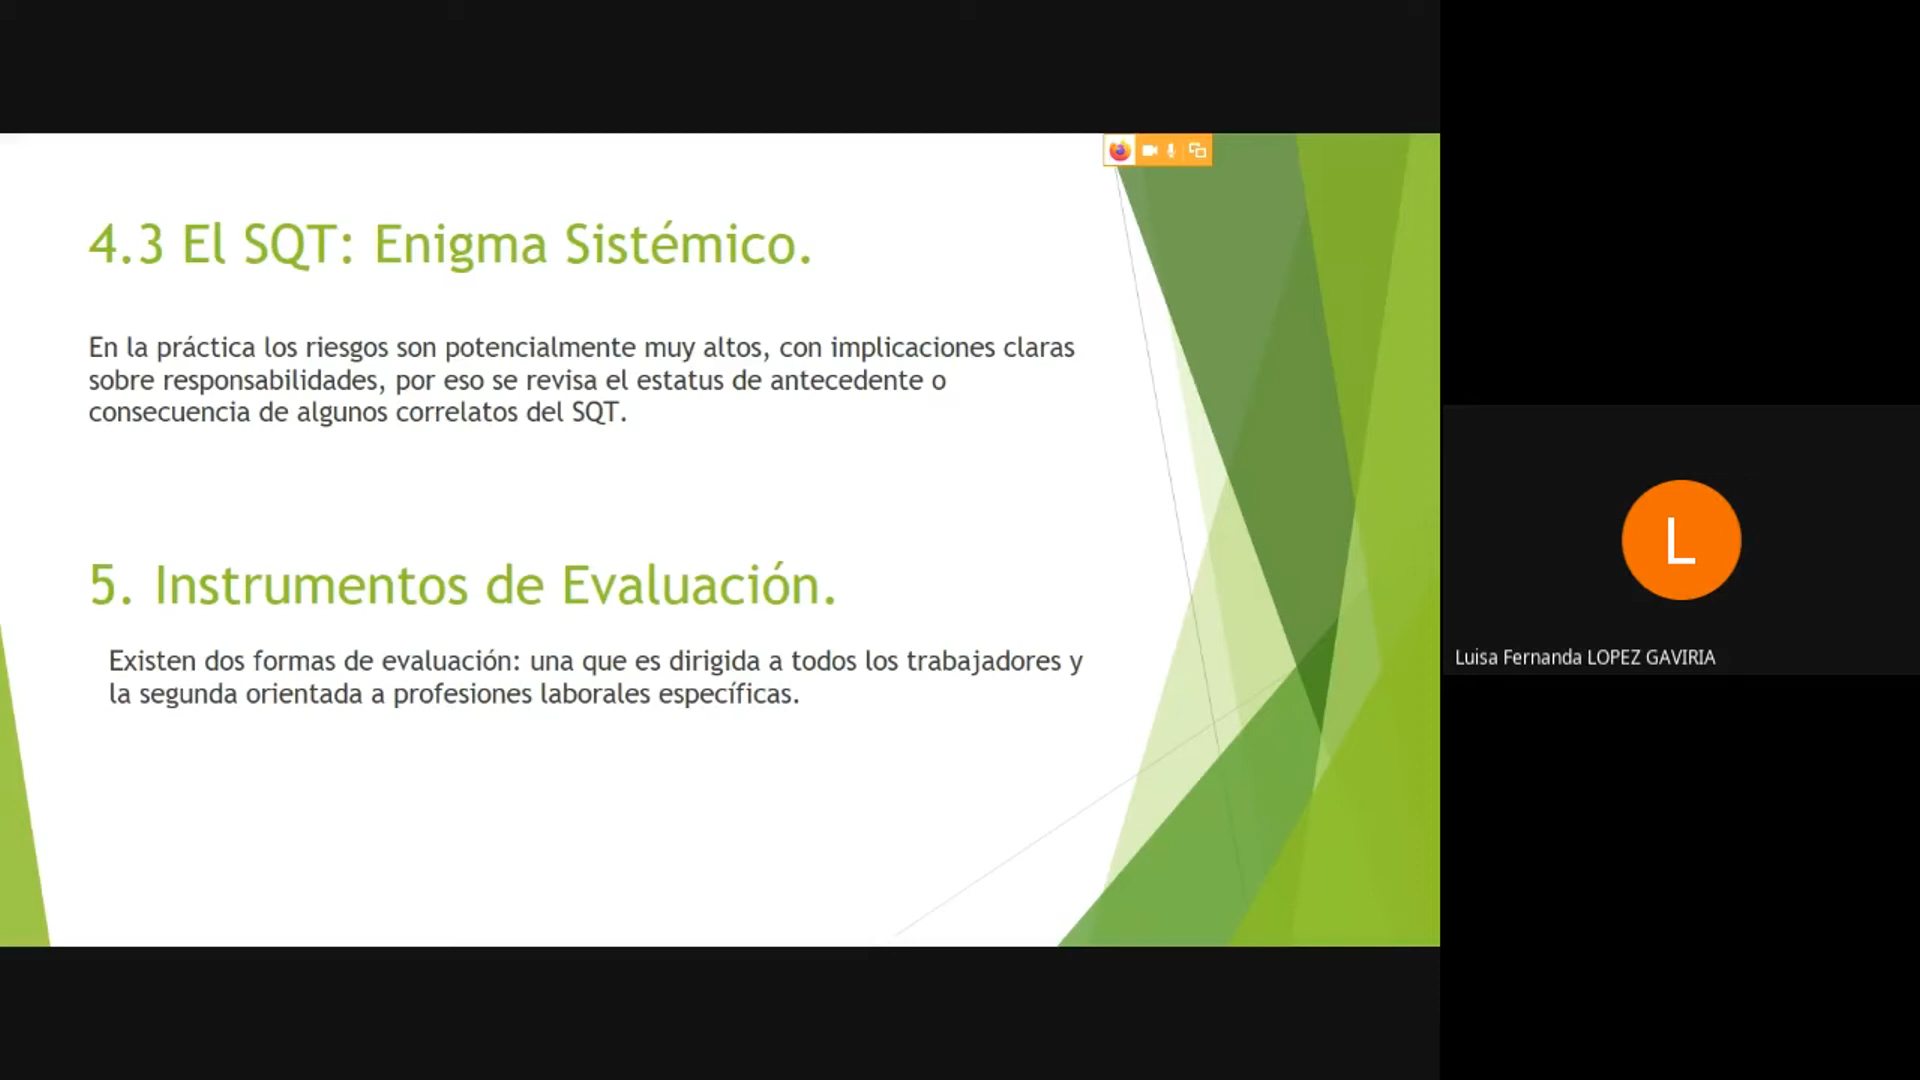 4.3 El SQT: Enigma Sistémico.
En la práctica los riesgos son potencialmente muy altos, con implicaciones claras
sobre responsabilidades, por eso se revisa el estatus de antecedente o
consecuencia de algunos correlatos del SQT.
5. Instrumentos de Evaluación.
Existen dos formas de evaluación: una que es dirigida a todos los trabajadores y
la segunda orientada a profesiones laborales específicas.
L
Luisa Fernanda LOPEZ GAVIRIA